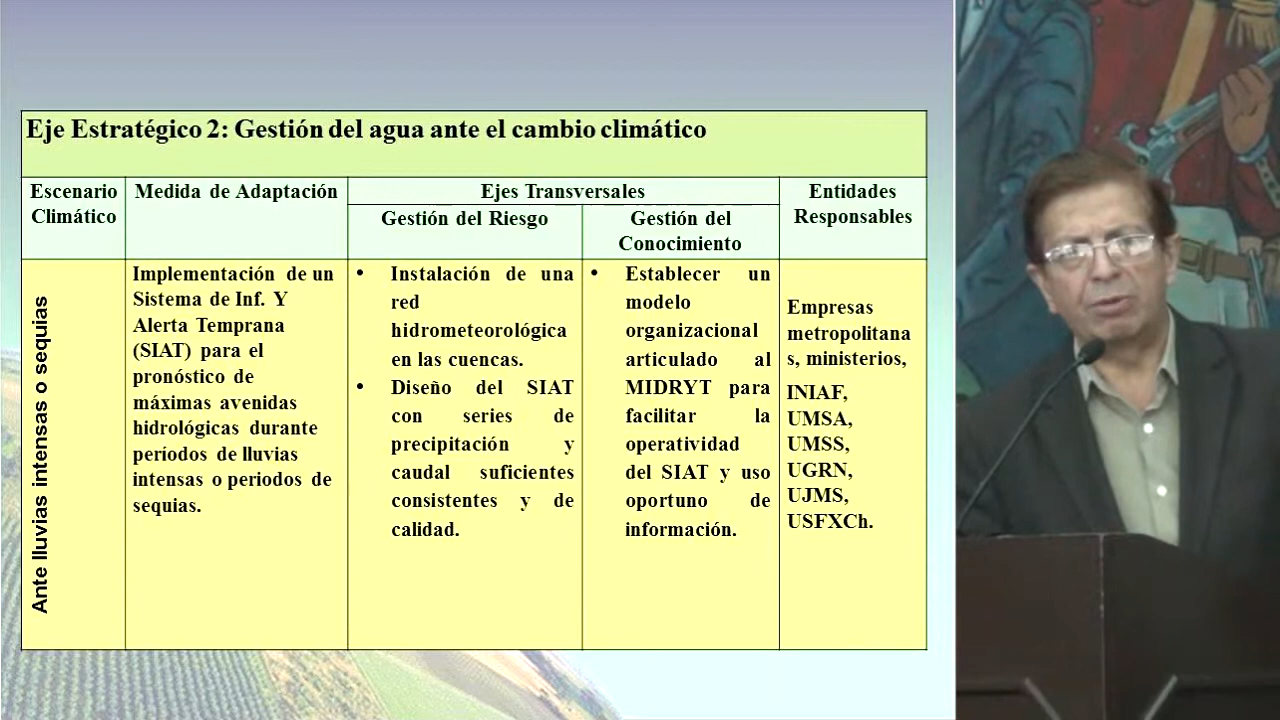 Eje Estratégico 2: Gestión del agua ante el cambio climático
Escenario
Climático
Medida de Adaptación
Ejes Transversales
Gestión del Riesgo
Gestión del
Conocimiento
Entidades
Responsables
Ante lluvias intensas o sequias
Implementación de un
Sistema de Inf. Y
Alerta Temprana
(SIAT) para el
pronóstico de
máximas avenidas
hidrológicas durante
períodos de lluvias
intensas o periodos de
sequias.
• Instalación de una
red
hidrometeorológica
en las cuencas.
• Diseño del SIAT
con series de
precipitación y
caudal suficientes
consistentes y de
calidad.
• Establecer un
modelo
organizacional
articulado al
MIDRYT para
facilitar la
operatividad
del SIAT y uso
oportuno de
información.
Empresas
metropolitana
s, ministerios,
INIAF,
UMSA,
UMSS,
UGRN,
UJMS,
USFXCh.